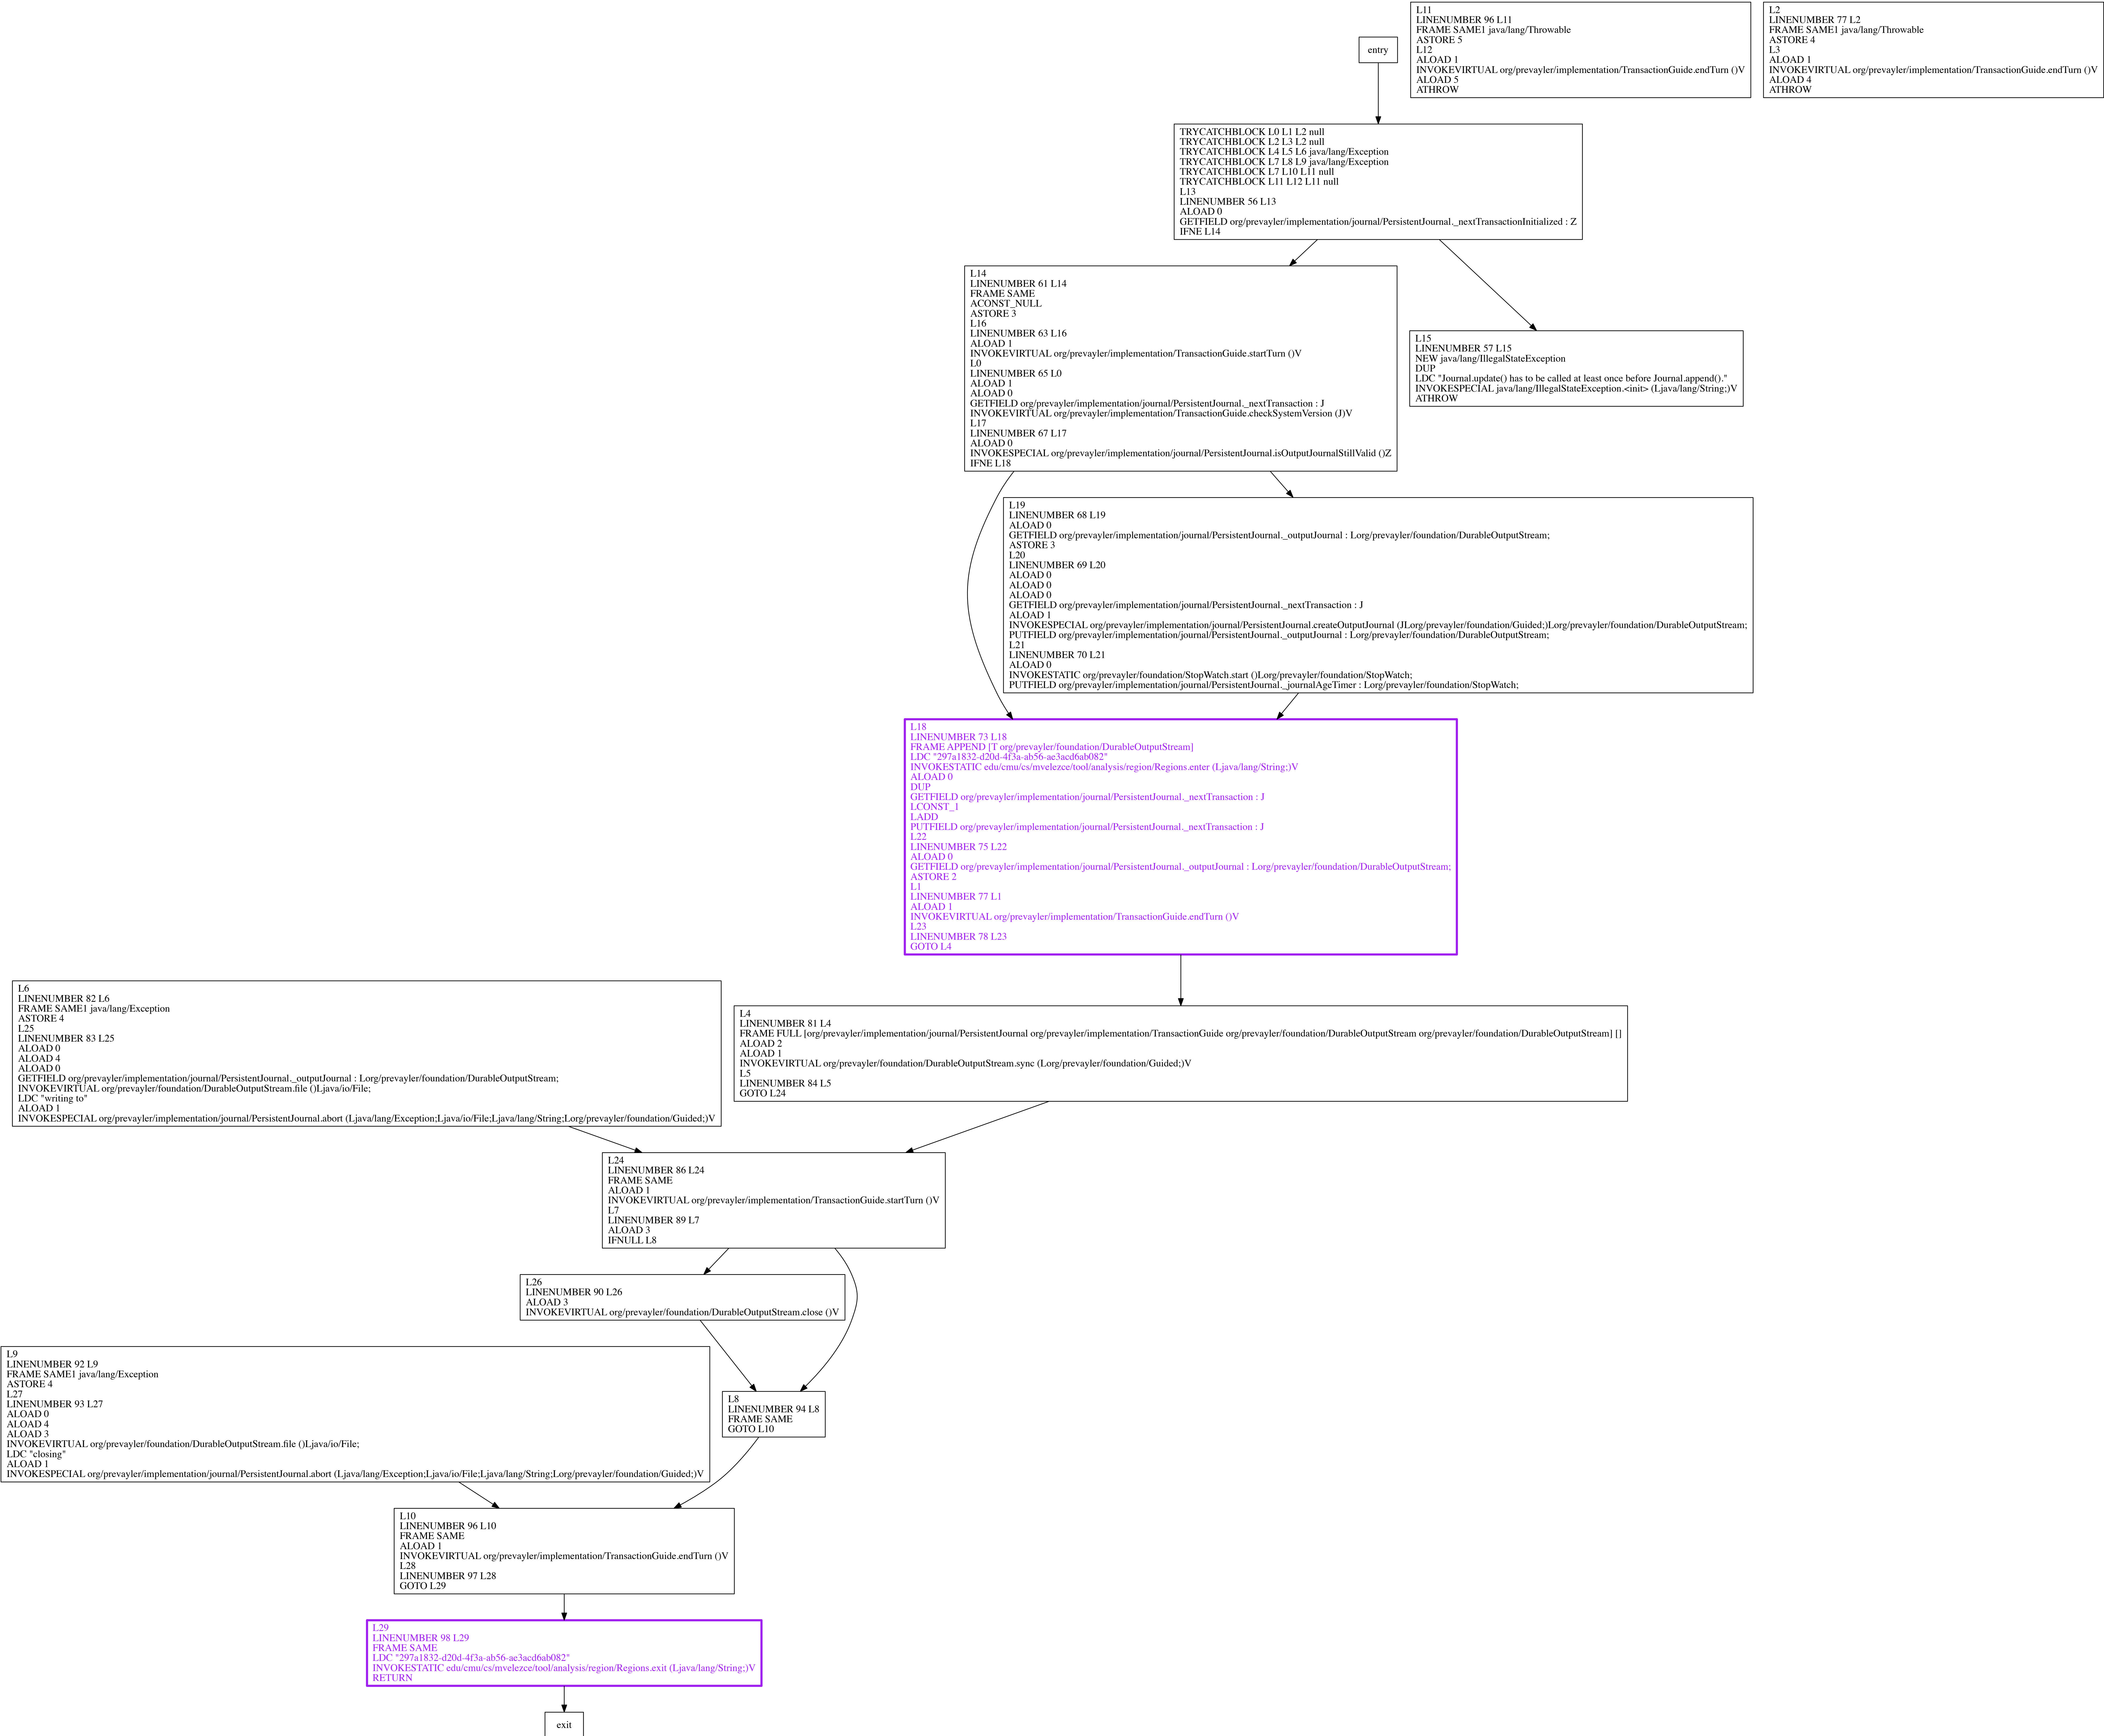 entry
L11
LINENUMBER 96 L11
FRAME SAME1 java/lang/Throwable
ASTORE 5
L12
ALOAD 1
INVOKEVIRTUAL org/prevayler/implementation/TransactionGuide.endTurn ()V
ALOAD 5
ATHROW
L2
LINENUMBER 77 L2
FRAME SAME1 java/lang/Throwable
ASTORE 4
L3
ALOAD 1
INVOKEVIRTUAL org/prevayler/implementation/TransactionGuide.endTurn ()V
ALOAD 4
ATHROW
TRYCATCHBLOCK L0 L1 L2 null
TRYCATCHBLOCK L2 L3 L2 null
TRYCATCHBLOCK L4 L5 L6 java/lang/Exception
TRYCATCHBLOCK L7 L8 L9 java/lang/Exception
TRYCATCHBLOCK L7 L10 L11 null
TRYCATCHBLOCK L11 L12 L11 null
L13
LINENUMBER 56 L13
ALOAD 0
GETFIELD org/prevayler/implementation/journal/PersistentJournal._nextTransactionInitialized : Z
IFNE L14
L14
LINENUMBER 61 L14
FRAME SAME
ACONST_NULL
ASTORE 3
L16
LINENUMBER 63 L16
ALOAD 1
INVOKEVIRTUAL org/prevayler/implementation/TransactionGuide.startTurn ()V
L0
LINENUMBER 65 L0
ALOAD 1
ALOAD 0
GETFIELD org/prevayler/implementation/journal/PersistentJournal._nextTransaction : J
INVOKEVIRTUAL org/prevayler/implementation/TransactionGuide.checkSystemVersion (J)V
L17
LINENUMBER 67 L17
ALOAD 0
INVOKESPECIAL org/prevayler/implementation/journal/PersistentJournal.isOutputJournalStillValid ()Z
IFNE L18
L15
LINENUMBER 57 L15
NEW java/lang/IllegalStateException
DUP
LDC "Journal.update() has to be called at least once before Journal.append()."
INVOKESPECIAL java/lang/IllegalStateException.<init> (Ljava/lang/String;)V
ATHROW
L19
LINENUMBER 68 L19
ALOAD 0
GETFIELD org/prevayler/implementation/journal/PersistentJournal._outputJournal : Lorg/prevayler/foundation/DurableOutputStream;
ASTORE 3
L20
LINENUMBER 69 L20
ALOAD 0
ALOAD 0
ALOAD 0
GETFIELD org/prevayler/implementation/journal/PersistentJournal._nextTransaction : J
ALOAD 1
INVOKESPECIAL org/prevayler/implementation/journal/PersistentJournal.createOutputJournal (JLorg/prevayler/foundation/Guided;)Lorg/prevayler/foundation/DurableOutputStream;
PUTFIELD org/prevayler/implementation/journal/PersistentJournal._outputJournal : Lorg/prevayler/foundation/DurableOutputStream;
L21
LINENUMBER 70 L21
ALOAD 0
INVOKESTATIC org/prevayler/foundation/StopWatch.start ()Lorg/prevayler/foundation/StopWatch;
PUTFIELD org/prevayler/implementation/journal/PersistentJournal._journalAgeTimer : Lorg/prevayler/foundation/StopWatch;
L18
LINENUMBER 73 L18
FRAME APPEND [T org/prevayler/foundation/DurableOutputStream]
LDC "297a1832-d20d-4f3a-ab56-ae3acd6ab082"
INVOKESTATIC edu/cmu/cs/mvelezce/tool/analysis/region/Regions.enter (Ljava/lang/String;)V
ALOAD 0
DUP
GETFIELD org/prevayler/implementation/journal/PersistentJournal._nextTransaction : J
LCONST_1
LADD
PUTFIELD org/prevayler/implementation/journal/PersistentJournal._nextTransaction : J
L22
LINENUMBER 75 L22
ALOAD 0
GETFIELD org/prevayler/implementation/journal/PersistentJournal._outputJournal : Lorg/prevayler/foundation/DurableOutputStream;
ASTORE 2
L1
LINENUMBER 77 L1
ALOAD 1
INVOKEVIRTUAL org/prevayler/implementation/TransactionGuide.endTurn ()V
L23
LINENUMBER 78 L23
GOTO L4
L6
LINENUMBER 82 L6
FRAME SAME1 java/lang/Exception
ASTORE 4
L25
LINENUMBER 83 L25
ALOAD 0
ALOAD 4
ALOAD 0
GETFIELD org/prevayler/implementation/journal/PersistentJournal._outputJournal : Lorg/prevayler/foundation/DurableOutputStream;
INVOKEVIRTUAL org/prevayler/foundation/DurableOutputStream.file ()Ljava/io/File;
LDC "writing to"
ALOAD 1
INVOKESPECIAL org/prevayler/implementation/journal/PersistentJournal.abort (Ljava/lang/Exception;Ljava/io/File;Ljava/lang/String;Lorg/prevayler/foundation/Guided;)V
L4
LINENUMBER 81 L4
FRAME FULL [org/prevayler/implementation/journal/PersistentJournal org/prevayler/implementation/TransactionGuide org/prevayler/foundation/DurableOutputStream org/prevayler/foundation/DurableOutputStream] []
ALOAD 2
ALOAD 1
INVOKEVIRTUAL org/prevayler/foundation/DurableOutputStream.sync (Lorg/prevayler/foundation/Guided;)V
L5
LINENUMBER 84 L5
GOTO L24
L24
LINENUMBER 86 L24
FRAME SAME
ALOAD 1
INVOKEVIRTUAL org/prevayler/implementation/TransactionGuide.startTurn ()V
L7
LINENUMBER 89 L7
ALOAD 3
IFNULL L8
L26
LINENUMBER 90 L26
ALOAD 3
INVOKEVIRTUAL org/prevayler/foundation/DurableOutputStream.close ()V
L9
LINENUMBER 92 L9
FRAME SAME1 java/lang/Exception
ASTORE 4
L27
LINENUMBER 93 L27
ALOAD 0
ALOAD 4
ALOAD 3
INVOKEVIRTUAL org/prevayler/foundation/DurableOutputStream.file ()Ljava/io/File;
LDC "closing"
ALOAD 1
INVOKESPECIAL org/prevayler/implementation/journal/PersistentJournal.abort (Ljava/lang/Exception;Ljava/io/File;Ljava/lang/String;Lorg/prevayler/foundation/Guided;)V
L8
LINENUMBER 94 L8
FRAME SAME
GOTO L10
L10
LINENUMBER 96 L10
FRAME SAME
ALOAD 1
INVOKEVIRTUAL org/prevayler/implementation/TransactionGuide.endTurn ()V
L28
LINENUMBER 97 L28
GOTO L29
L29
LINENUMBER 98 L29
FRAME SAME
LDC "297a1832-d20d-4f3a-ab56-ae3acd6ab082"
INVOKESTATIC edu/cmu/cs/mvelezce/tool/analysis/region/Regions.exit (Ljava/lang/String;)V
RETURN
exit